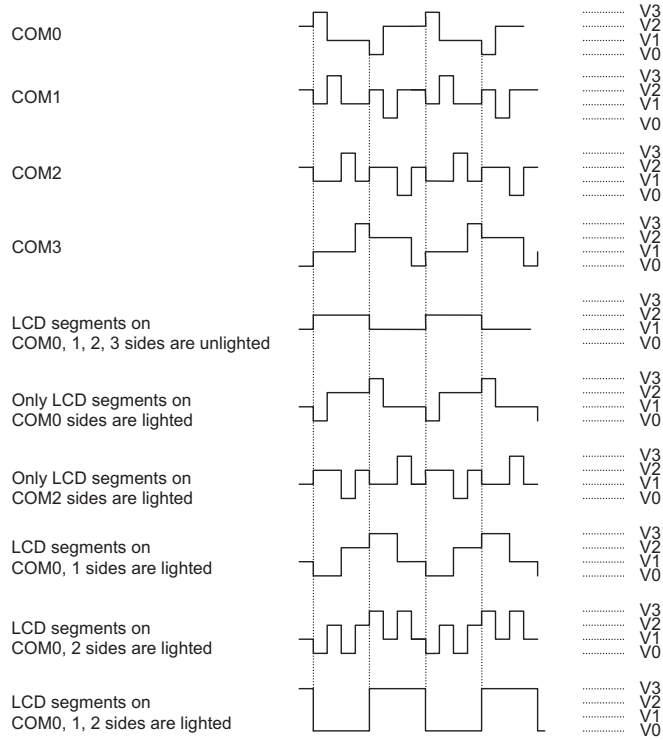 COM0
V3
V2
V1
V0
COM1
V3
V2
V1
V0
COM2
V3
V2
V1
V0
COM3
V3
V2
V1
V0
LCD segments on
COM0, 1, 2, 3 sides are unlighted
V3
V2
V1
V0
Only LCD segments on
COM0 sides are lighted
V3
V2
V1
V0
Only LCD segments on
COM2 sides are lighted
V3
V2
V1
V0
LCD segments on
COM0, 1 sides are lighted
V3
V2
V1
V0
LCD segments on
COM0, 2 sides are lighted
V3
V2
V1
V0
LCD segments on
COM0, 1, 2 sides are lighted
V3
V2
V1
V0